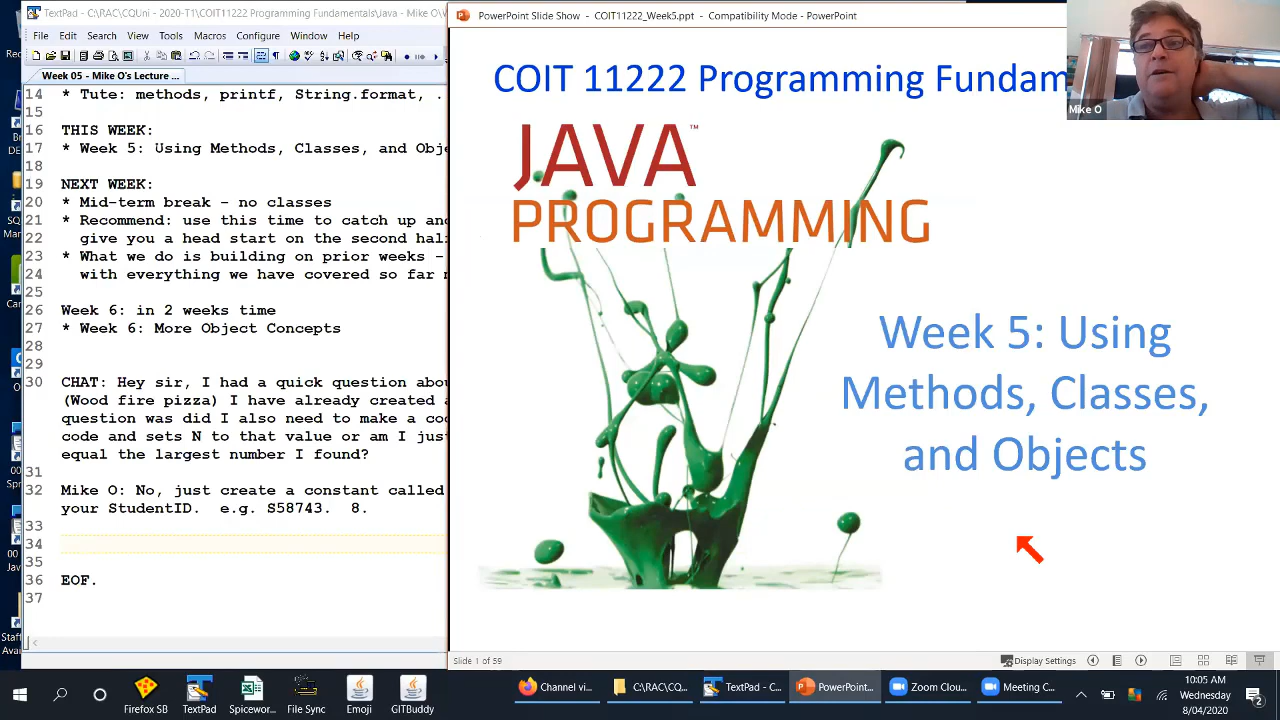 TextPad - C:\RAC\CQUni - 2020-T1\COIT11222 Programming Fundamentals\java - Mike O\W
File Edit Search View Tools Macros Configure Window Help
Week 05 - Mike O's Lecture ...
14 * Tute: methods, printf, String.format, .
15
16 THIS WEEK:
17 * Week 5: Using Methods, Classes, and Obje
18
19 NEXT WEEK:
20 * Mid-term break - no classes
21 * Recommend: use this time to catch up and
22 give you a head start on the second hal
23 * What we do is building on prior weeks -
24 with everything we have covered so far
25
26 Week 6: in 2 weeks time
27 * Week 6: More Object Concepts
28
29
30 CHAT: Hey sir, I had a quick question abou
(Wood fire pizza) I have already created a
question was did I also need to make a co
code and sets N to that value or am I jus
equal the largest number I found?
31
32 Mike O: No, just create a constant called
your StudentID. e.g. S58743. 8.
33
34
35
36 EOF.
37
PowerPoint Slide Show - COIT11222_Week5.ppt - Compatibility Mode - PowerPoint
COIT 11222 Programming Fundam
JAVA™
PROGRAMMING
Week 5: Using
Methods, Classes,
and Objects
Mike O
Slide 1 of 59
Display Settings
Firefox SB
TextPad
Spicewor...
File Sync
Emoji
GITBuddy
Channel vi...
C:\RAC\CQ...
TextPad - C...
PowerPoint...
Zoom Clou...
Meeting C...
10:05 AM
Wednesday
8/04/2020
2